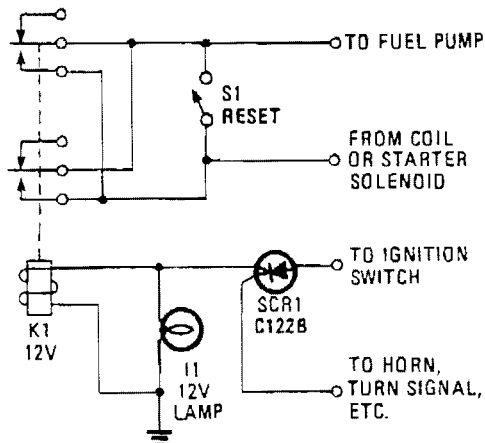 TO FUEL PUMP
S1
RESET
FROM COIL
OR STARTER
SOLENOID
TO IGNITION
SWITCH
SCR1
C122B
K1
12V
I1
12V
LAMP
TO HORN,
TURN SIGNAL,
ETC.